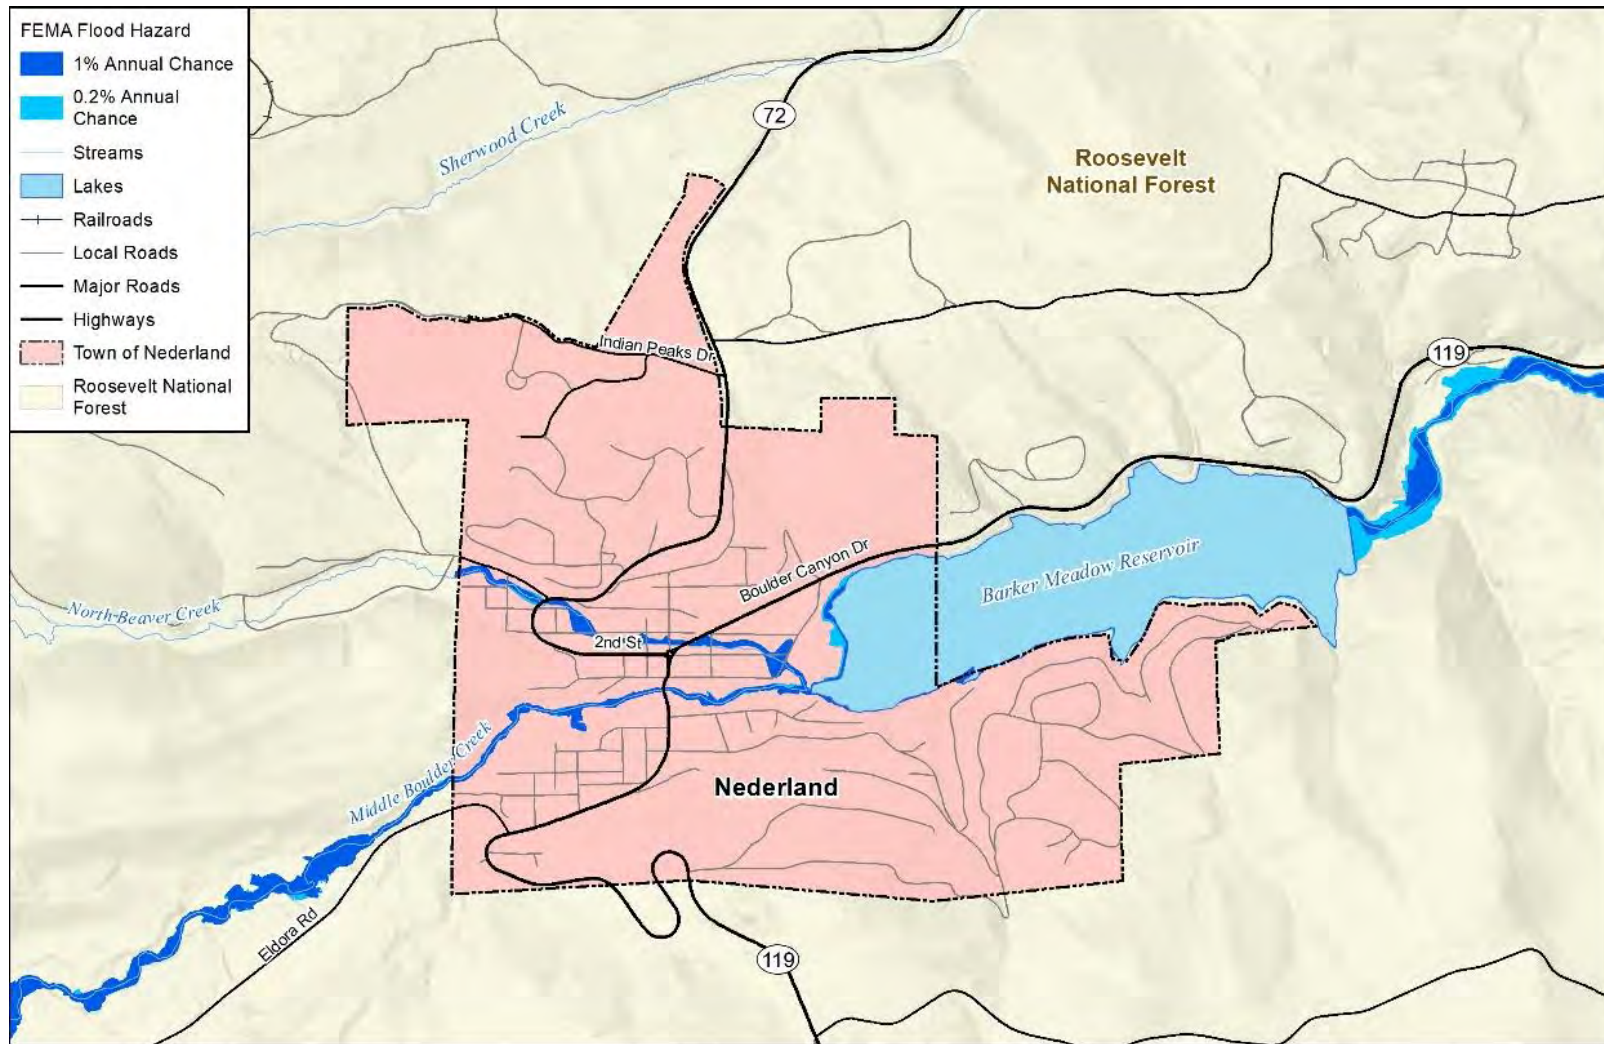 FEMA Flood Hazard
1% Annual Chance
0.2% Annual
Chance
Streams
Lakes
Railroads
Local Roads
Major Roads
Highways
Town of Nederland
Roosevelt National
Forest
Sherwood Creek
72
Roosevelt
National Forest
Indian Peaks Dr
119
Boulder Canyon Dr
Barker Meadow Reservoir
North Beaver Creek
2nd St
Middle Boulder Creek
Nederland
Eldora Rd
119